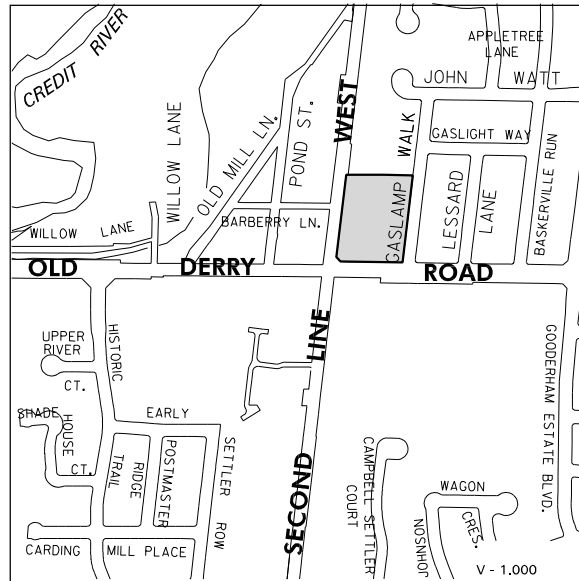 CREDIT RIVER
APPLETREE
LANE
JOHN WATT
WEST
WALK
GASLIGHT WAY
WILLOW LANE
OLD MILL LN.
POND ST.
BASKERVILLE RUN
LESSARD
LANE
GASLAMP
BARBERRY LN.
WILLOW LANE
OLD DERRY ROAD
UPPER
RIVER
CT.
HISTORIC
LINE
GOODERHAM ESTATE BLVD.
SHADE
HOUSE
CT.
EARLY
SETTLER
ROW
POSTMASTER
RIDGE
TRAIL
SECOND
CAMPBELL SETTLER
COURT
WAGON
CRES.
JOHNSON
CARDING MILL PLACE
V - 1.000